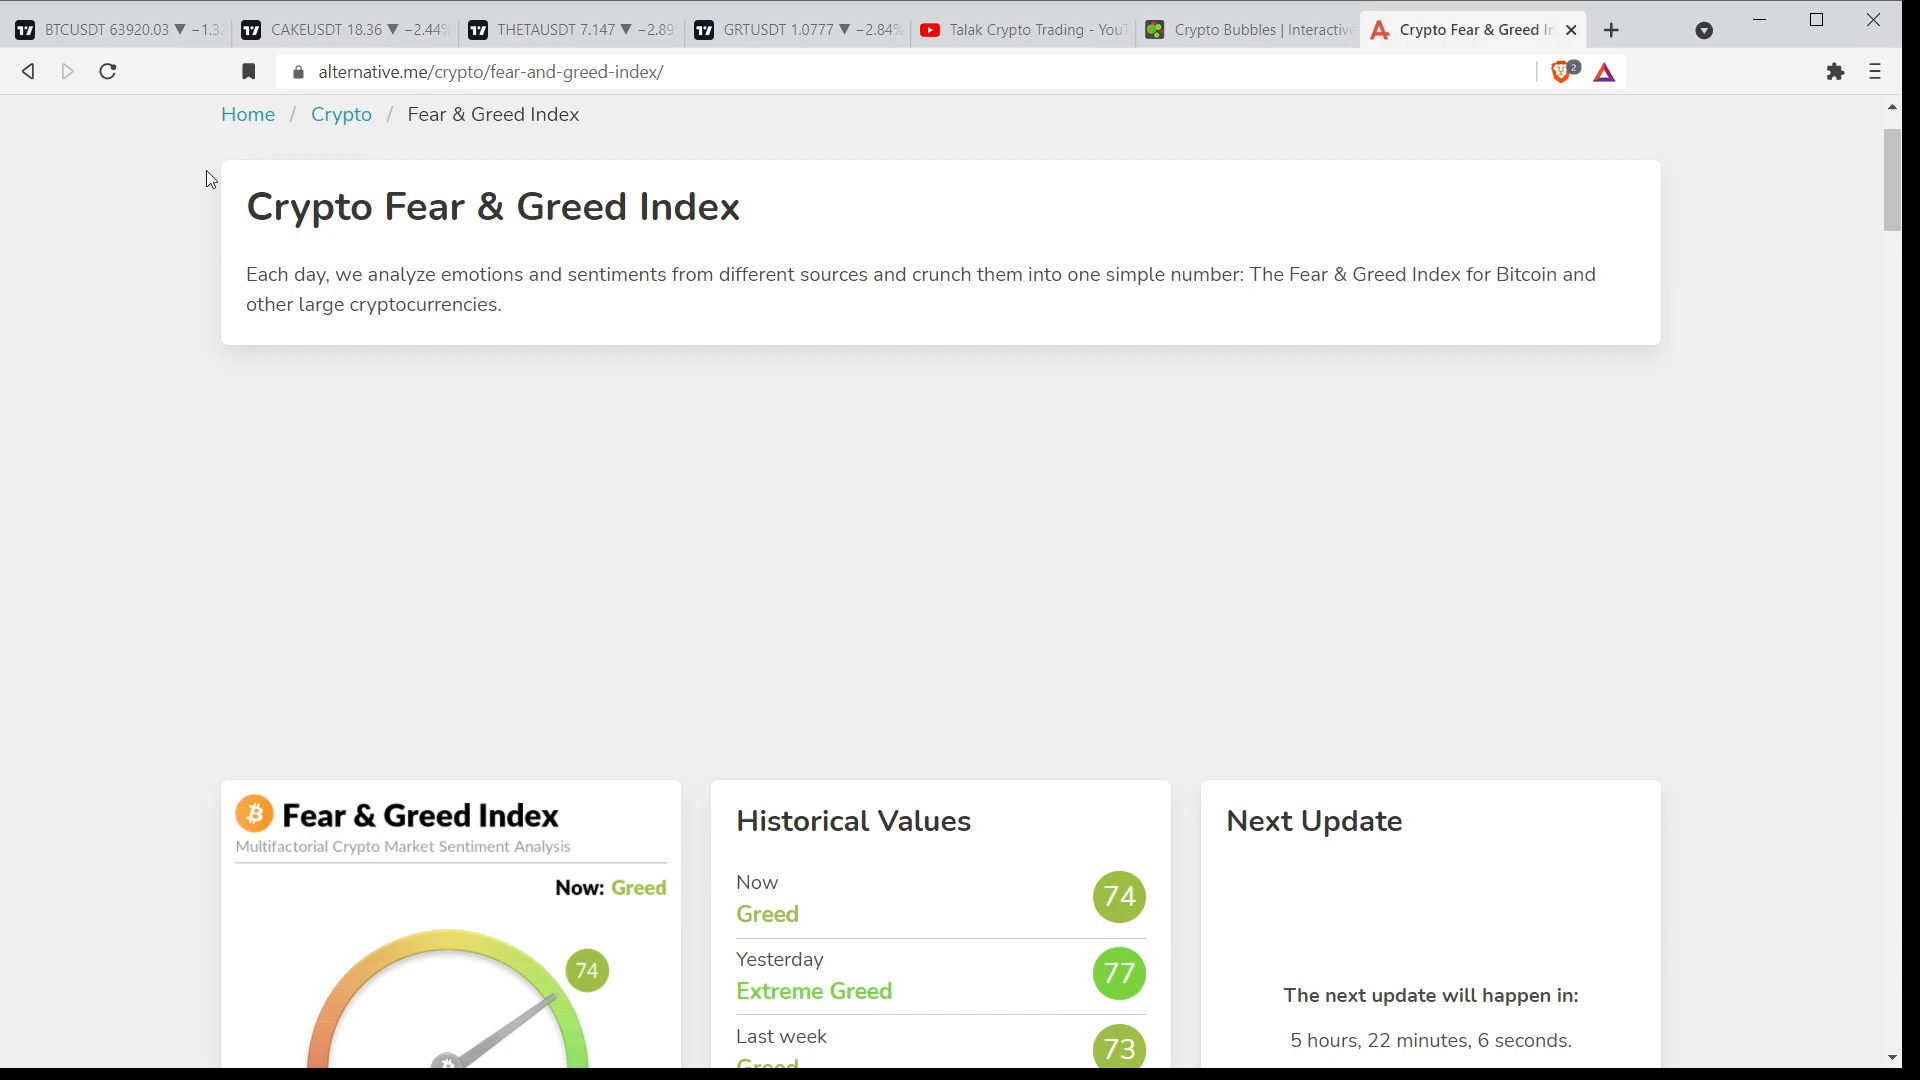 BTCUSDT 63920.03 ▼ −1.32
CAKEUSDT 18.36 ▼ −2.44%
THETAUSDT 7.147 ▼ −2.89%
GRTUSDT 1.0777 ▼ −2.84%
Talak Crypto Trading - YouT
Crypto Bubbles | Interactive
Crypto Fear & Greed In
alternative.me/crypto/fear-and-greed-index/
2
Home / Crypto / Fear & Greed Index
Crypto Fear & Greed Index
Each day, we analyze emotions and sentiments from different sources and crunch them into one simple number: The Fear & Greed Index for Bitcoin and
other large cryptocurrencies.
Fear & Greed Index
Multifactorial Crypto Market Sentiment Analysis
Now: Greed
74
Historical Values
Now
Greed
74
Yesterday
Extreme Greed
77
Last week
Greed
73
Next Update
The next update will happen in:
5 hours, 22 minutes, 6 seconds.